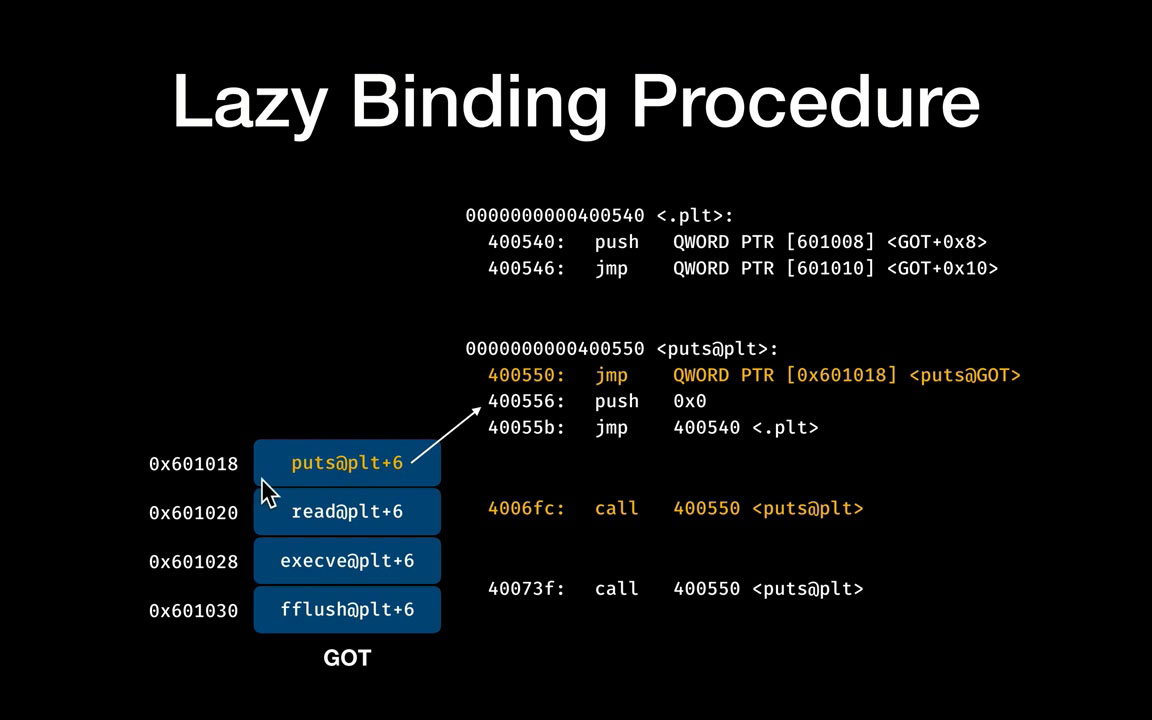 Lazy Binding Procedure
0000000000400540 <.plt>:
400540: push QWORD PTR [601008] <GOT+0x8>
400546: jmp QWORD PTR [601010] <GOT+0x10>
0000000000400550 <puts@plt>:
400550: jmp QWORD PTR [0x601018] <puts@GOT>
400556: push 0x0
40055b: jmp 400540 <.plt>
0x601018 puts@plt+6
0x601020 read@plt+6
4006fc: call 400550 <puts@plt>
0x601028 execve@plt+6
40073f: call 400550 <puts@plt>
0x601030 fflush@plt+6
GOT